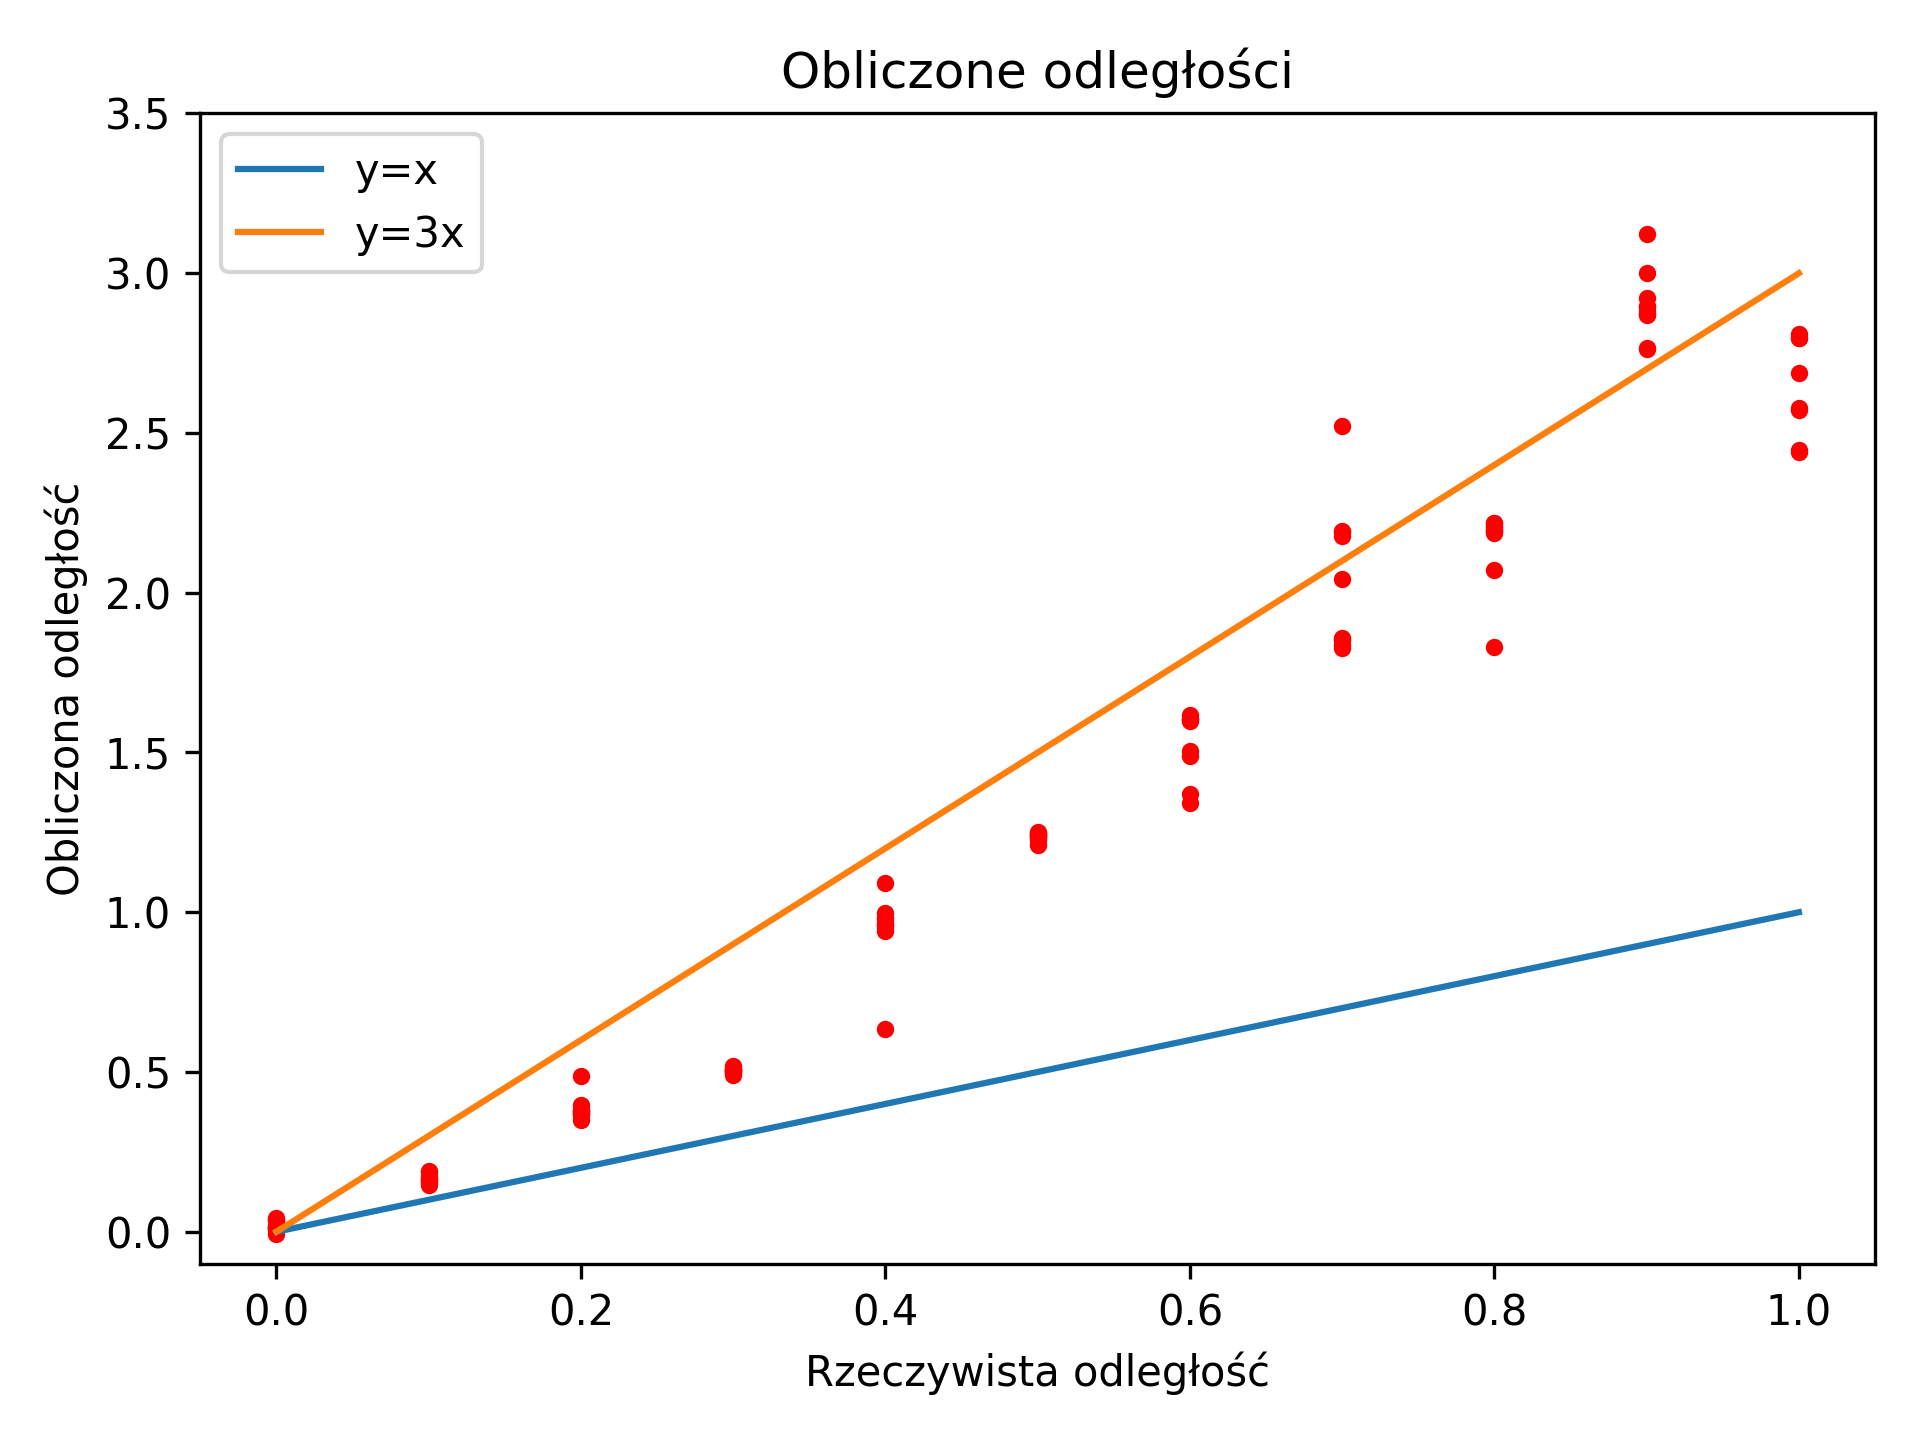 Obliczone odległości
3.5
3.0
2.5
2.0
1.5
1.0
0.5
0.0
y=x
y=3x
Obliczona odległość
0.0 0.2 0.4 0.6 0.8 1.0
Rzeczywista odległość